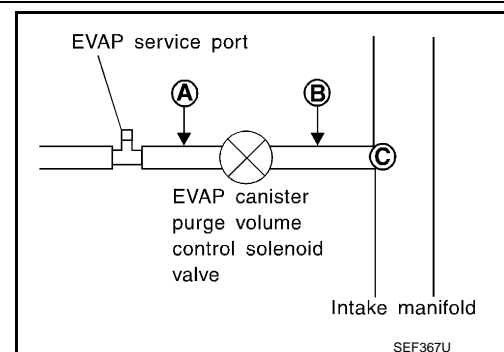 EVAP service port
A
B
C
EVAP canister
purge volume
control solenoid
valve
Intake manifold
SEF367U